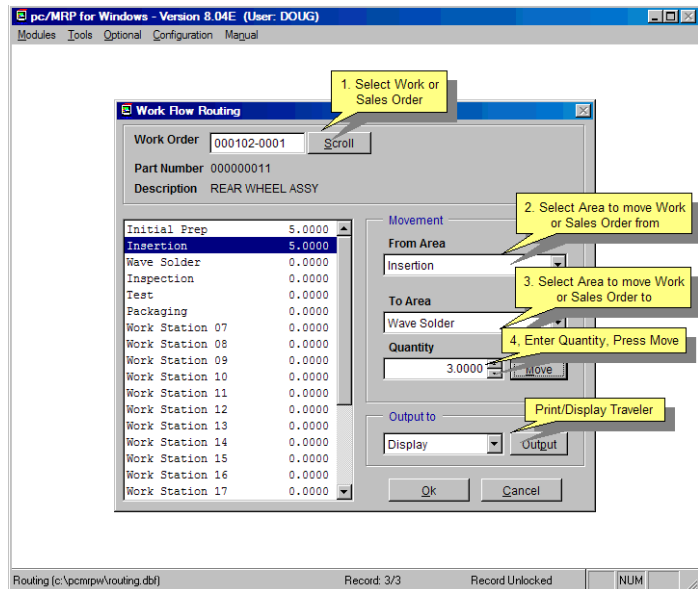 pc/MRP for Windows - Version 8.04E (User: DOUG)
Modules Tools Optional Configuration Manual
1. Select Work or
Sales Order
Work Flow Routing
Work Order 000102-0001 Scroll
Part Number 000000011
Description REAR WHEEL ASSY
Initial Prep 5.0000
Insertion 5.0000
Wave Solder 0.0000
Inspection 0.0000
Test 0.0000
Packaging 0.0000
Work Station 07 0.0000
Work Station 08 0.0000
Work Station 09 0.0000
Work Station 10 0.0000
Work Station 11 0.0000
Work Station 12 0.0000
Work Station 13 0.0000
Work Station 14 0.0000
Work Station 15 0.0000
Work Station 16 0.0000
Work Station 17 0.0000
Movement
2. Select Area to move Work
or Sales Order from
From Area
Insertion
3. Select Area to move Work
or Sales Order to
To Area
Wave Solder
4, Enter Quantity, Press Move
Quantity
3.0000 Move
Print/Display Traveler
Output to
Display Output
Ok Cancel
Routing (c:\pcmrpw\routing.dbf) Record: 3/3 Record Unlocked NUM